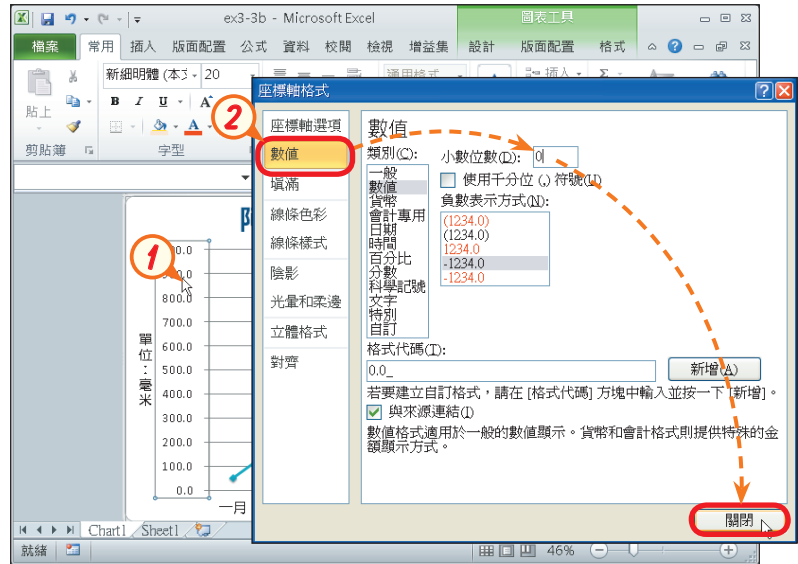 ex3-3b - Microsoft Excel
圖表工具
檔案 常用 插入 版面配置 公式 資料 校閱 檢視 增益集 設計 版面配置 格式
新細明體 (本文 20
通用格式
插入
貼上
B I U A
A
剪貼簿 字型
座標軸格式
2
座標軸選項
數值
填滿
線條色彩
線條樣式
陰影
光暈和柔邊
立體格式
對齊
數值
類別(C):
一般
數值
貨幣
會計專用
日期
時間
百分比
分數
科學記號
文字
特別
自訂
小數位數(D): 0
使用千分位 (,) 符號(U)
負數表示方式(N):
(1234.0)
(1234.0)
1234.0
-1234.0
-1234.0
格式代碼(T):
0.0_
新增(A)
若要建立自訂格式，請在 [格式代碼] 方塊中輸入並按一下 [新增]。
與來源連結(I)
數值格式適用於一般的數值顯示。貨幣和會計格式則提供特殊的金
額顯示方式。
關閉
1
800.0
700.0
600.0
500.0
400.0
300.0
200.0
100.0
0.0
單位：毫米
一月
Chart1 Sheet1
就緒
46%